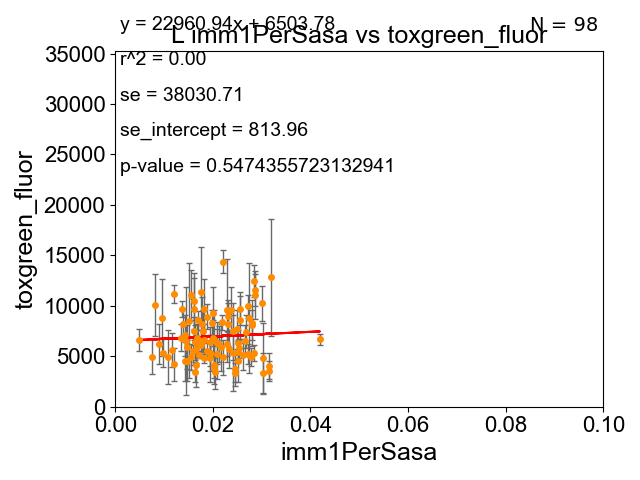 y = 22960.94x + 6503.78
N = 98
L imm1PerSasa vs toxgreen_fluor
r^2 = 0.00
se = 38030.71
se_intercept = 813.96
p-value = 0.5474355723132941
35000
30000
25000
20000
15000
10000
5000
0
toxgreen_fluor
0.00 0.02 0.04 0.06 0.08 0.10
imm1PerSasa